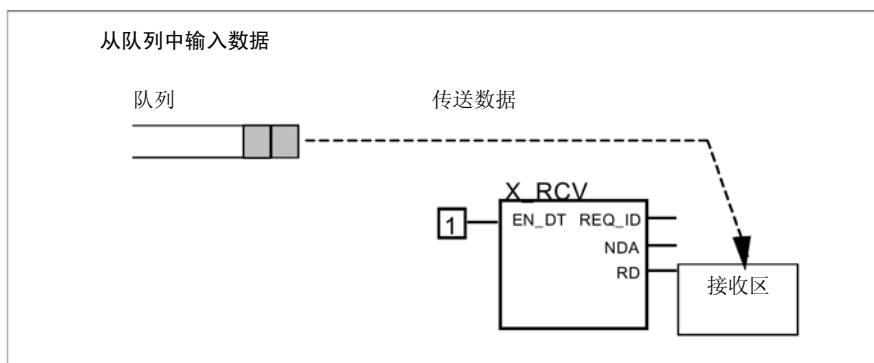 从队列中输入数据
队列
传送数据
X_RCV
1
EN_DT REQ_ID
NDA
RD
接收区